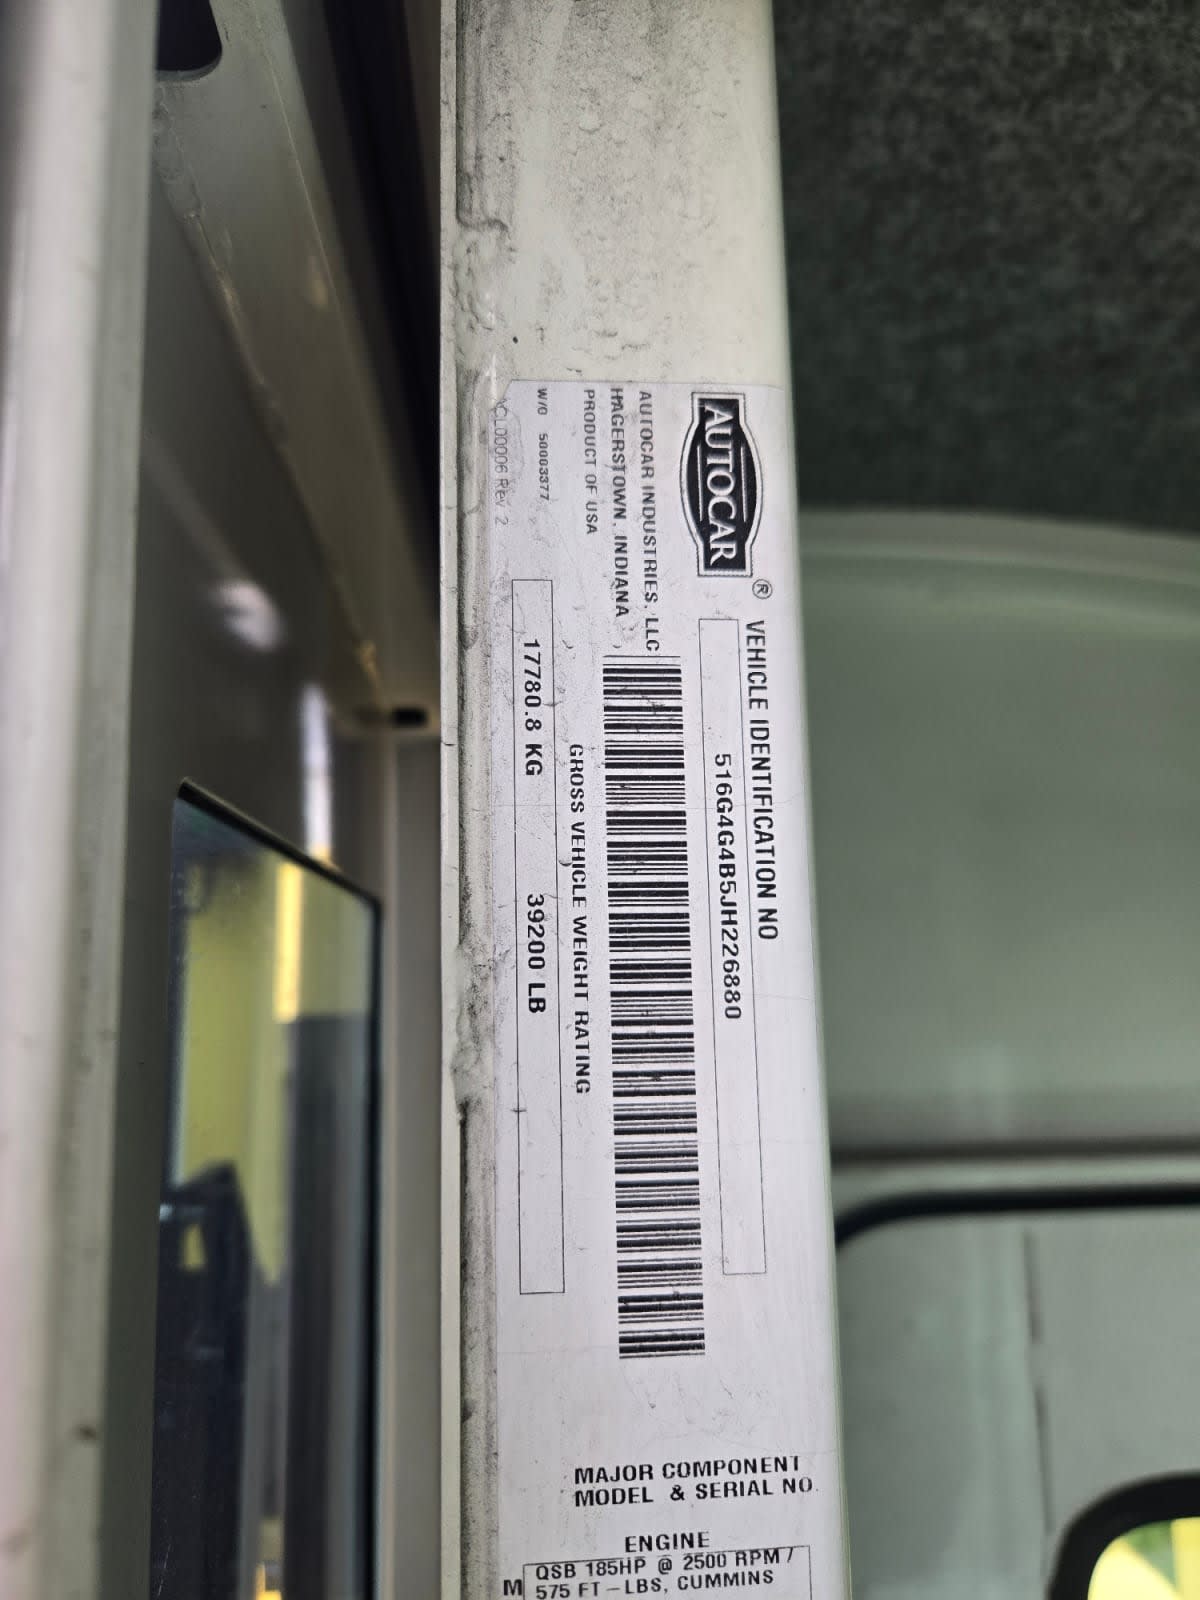 AUTOCAR ®
VEHICLE IDENTIFICATION NO
516G4G4B5JH226880
AUTOCAR INDUSTRIES, LLC
HAGERSTOWN, INDIANA
PRODUCT OF USA
GROSS VEHICLE WEIGHT RATING
17780.8 KG 39200 LB
W/O 50003377
ACL00006 Rev 2
MAJOR COMPONENT
MODEL & SERIAL NO.
ENGINE
QSB 185HP @ 2500 RPM /
M 575 FT-LBS, CUMMINS